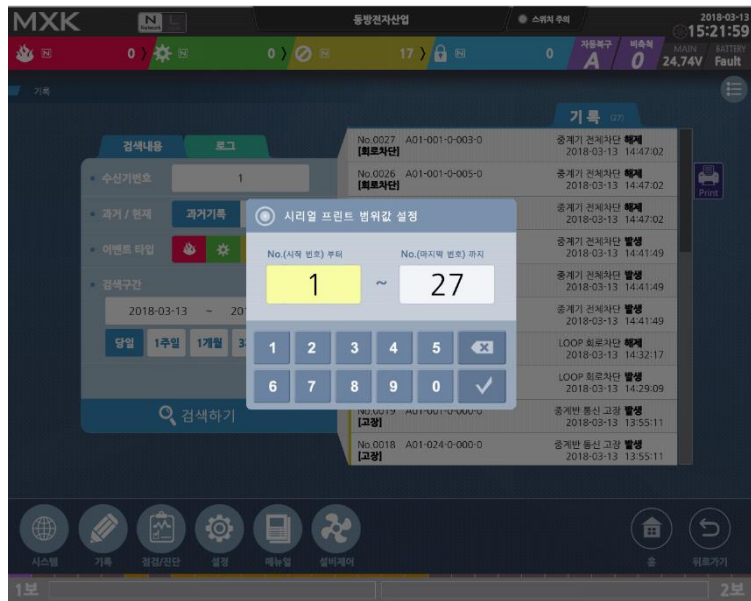 MXK
N L
Network
동방전자산업
스위치 주의
2018-03-13
15:21:59
N 0
N 0
N 17
N 0
자동복구 A
비축적 0
MAIN 24.74V
BATTERY Fault
기록
기록 (27)
검색내용 로그
수신기번호 1
과거 / 현재 과거기록
이벤트 타입
검색구간
2018-03-13 ~ 20
당일 1주일 1개월 3
검색하기
No.0027 A01-001-0-003-0 중계기 전체차단 해제
[회로차단] 2018-03-13 14:47:02
No.0026 A01-001-0-005-0 중계기 전체차단 해제
[회로차단] 2018-03-13 14:47:02
중계기 전체차단 해제
2018-03-13 14:47:02
중계기 전체차단 발생
2018-03-13 14:41:49
중계기 전체차단 발생
2018-03-13 14:41:49
중계기 전체차단 발생
2018-03-13 14:41:49
LOOP 회로차단 해제
2018-03-13 14:32:17
LOOP 회로차단 발생
2018-03-13 14:29:09
No.0019 A01-001-0-000-0 중계반 통신 고장 발생
[고장] 2018-03-13 13:55:11
No.0018 A01-024-0-000-0 중계반 통신 고장 발생
[고장] 2018-03-13 13:55:11
Print
시리얼 프린트 범위값 설정
No.(시작 번호) 부터 No.(마지막 번호) 까지
1 ~ 27
1 2 3 4 5
6 7 8 9 0
시스템 기록 점검/진단 설정 메뉴얼 설비제어 홈 뒤로가기
1보 2보